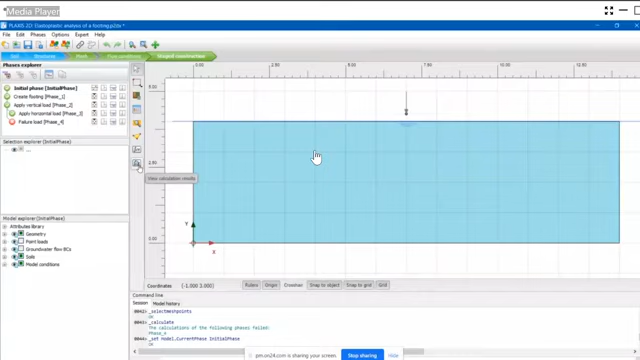 Media Player
PLAXIS 2D: Elastoplastic analysis of a footing.p2dx *
File Edit Phases Options Expert Help
Soil Structures Mesh Flow conditions Staged construction
Phases explorer
Initial phase [InitialPhase]
Create footing [Phase_1]
Apply vertical load [Phase_2]
Apply horizontal load [Phase_3]
Failure load [Phase_4]
Selection explorer (InitialPhase)
...
Model explorer (InitialPhase)
Attributes library
Geometry
Point loads
Groundwater flow BCs
Soils
Model conditions
View calculation results
0.00 2.50 5.00 7.50 10.00 12.50
5.00
2.50
0.00
Y
X
Coordinates (-1.000 3.000)
Rulers Origin Crosshair Snap to object Snap to grid Grid
Command line
Session Model history
0042> _selectmeshpoints
OK
0043> _calculate
The calculations of the following phases failed:
Phase_4
0044> _set Model.CurrentPhase InitialPhase
OK
pm.on24.com is sharing your screen.
Stop sharing
Hide